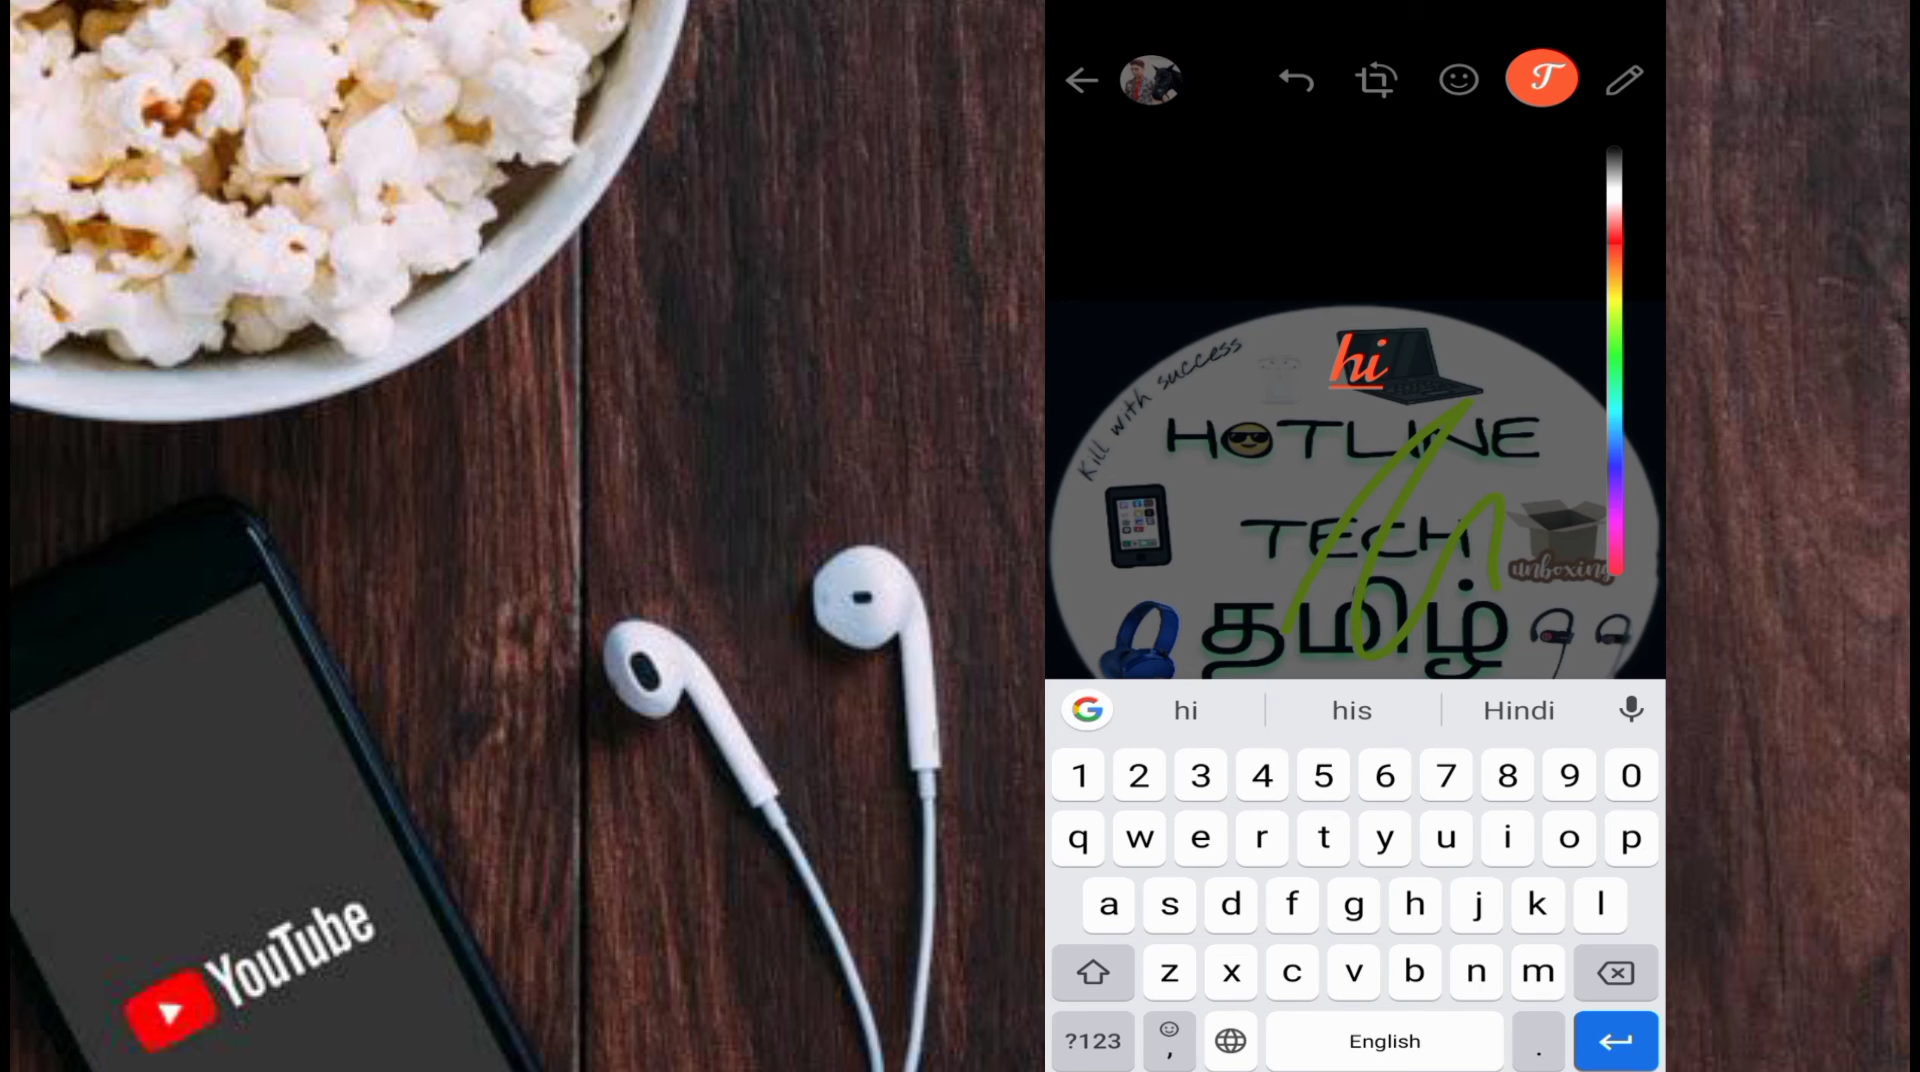 YouTube
T
Kill with success
hi
HOTLINE
TECH
unboxing
தமிழ்
hi his Hindi
1 2 3 4 5 6 7 8 9 0
q w e r t y u i o p
a s d f g h j k l
z x c v b n m
?123 , English .